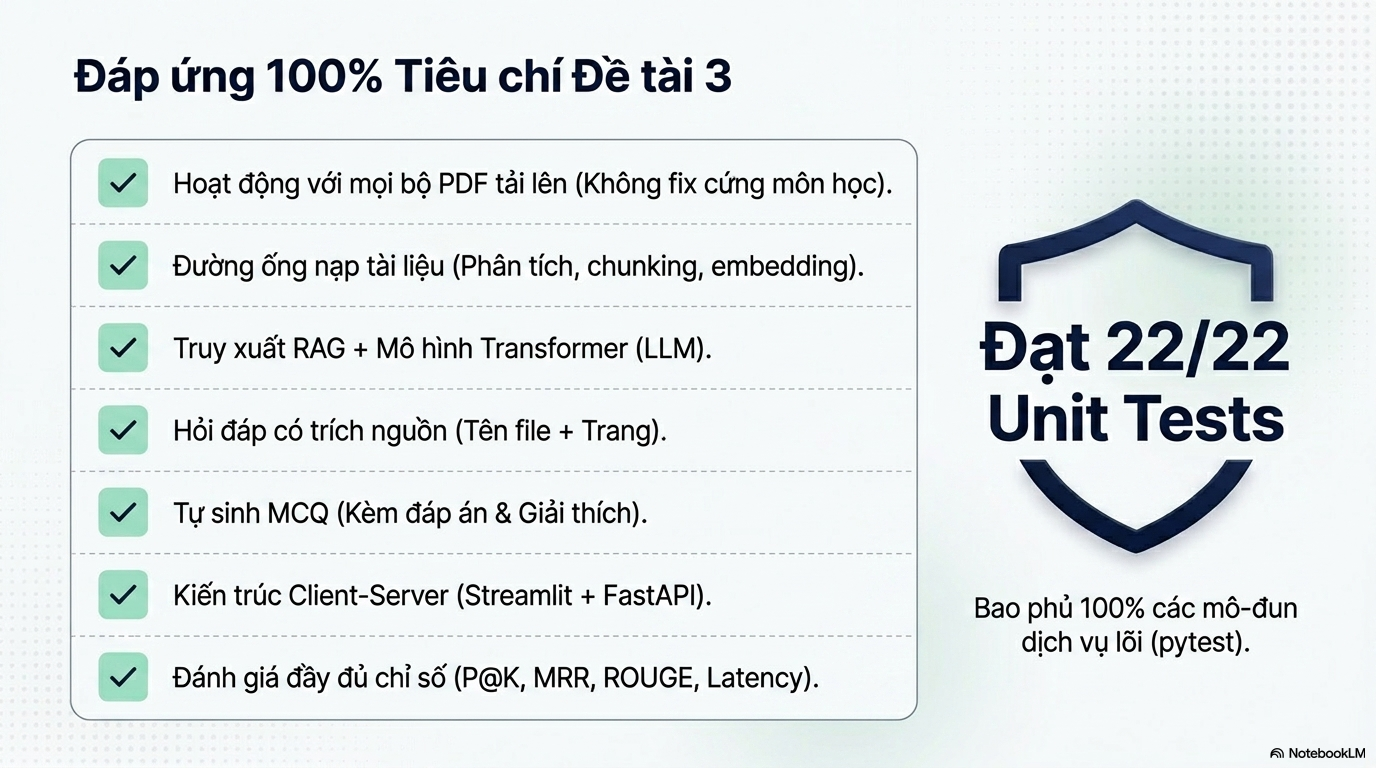 Đáp ứng 100% Tiêu chí Đề tài 3
Hoạt động với mọi bộ PDF tải lên (Không fix cứng môn học).
Đường ống nạp tài liệu (Phân tích, chunking, embedding).
Truy xuất RAG + Mô hình Transformer (LLM).
Hỏi đáp có trích nguồn (Tên file + Trang).
Tự sinh MCQ (Kèm đáp án & Giải thích).
Kiến trúc Client-Server (Streamlit + FastAPI).
Đánh giá đầy đủ chỉ số (P@K, MRR, ROUGE, Latency).
Đạt 22/22
Unit Tests
Bao phủ 100% các mô-đun
dịch vụ lõi (pytest).
NotebookLM